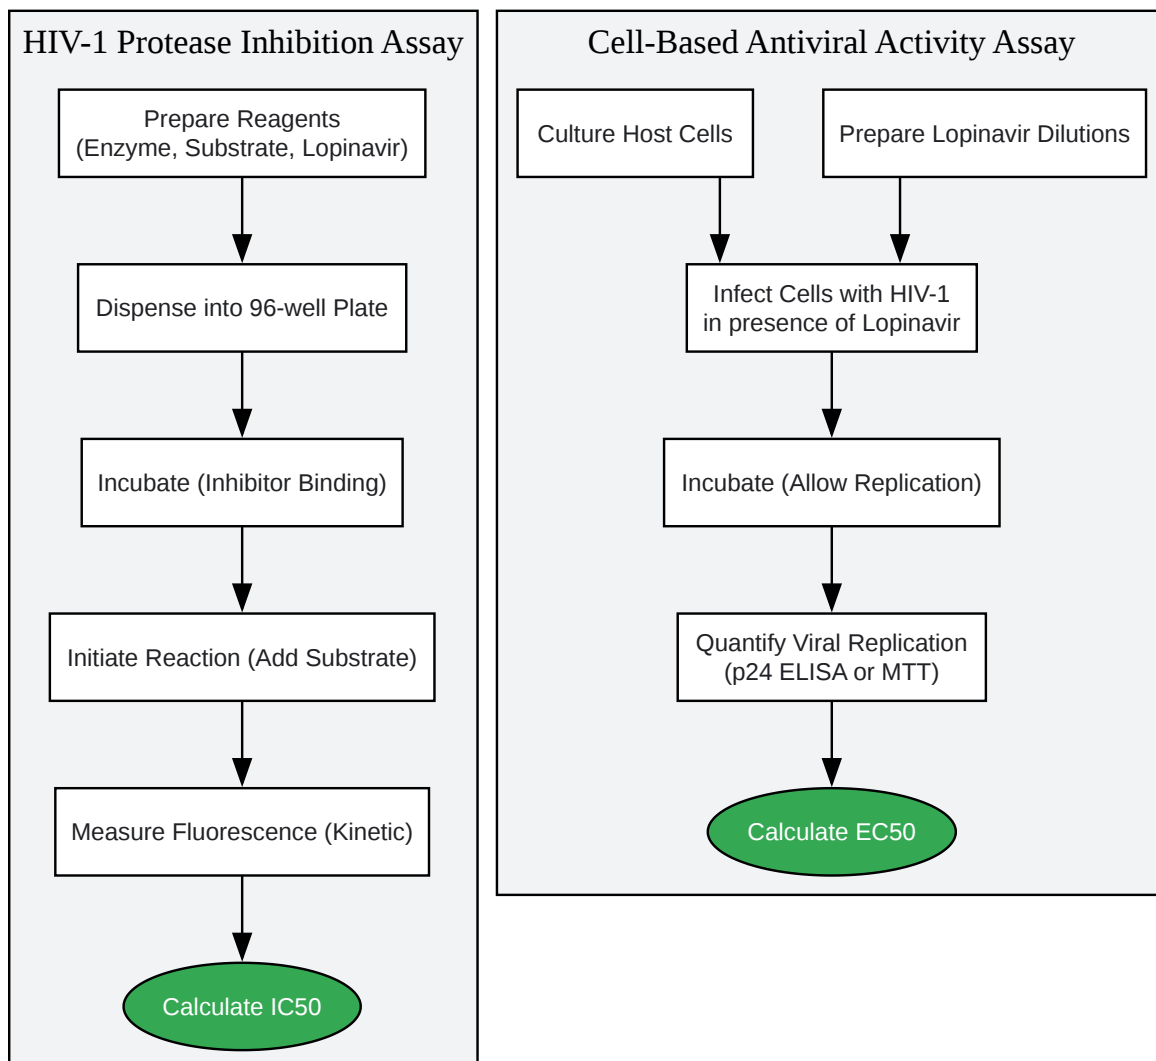 HIV-1 Protease Inhibition Assay
Prepare Reagents
(Enzyme, Substrate, Lopinavir)
Dispense into 96-well Plate
Incubate (Inhibitor Binding)
Initiate Reaction (Add Substrate)
Measure Fluorescence (Kinetic)
Calculate IC50
Cell-Based Antiviral Activity Assay
Culture Host Cells
Prepare Lopinavir Dilutions
Infect Cells with HIV-1
in presence of Lopinavir
Incubate (Allow Replication)
Quantify Viral Replication
(p24 ELISA or MTT)
Calculate EC50